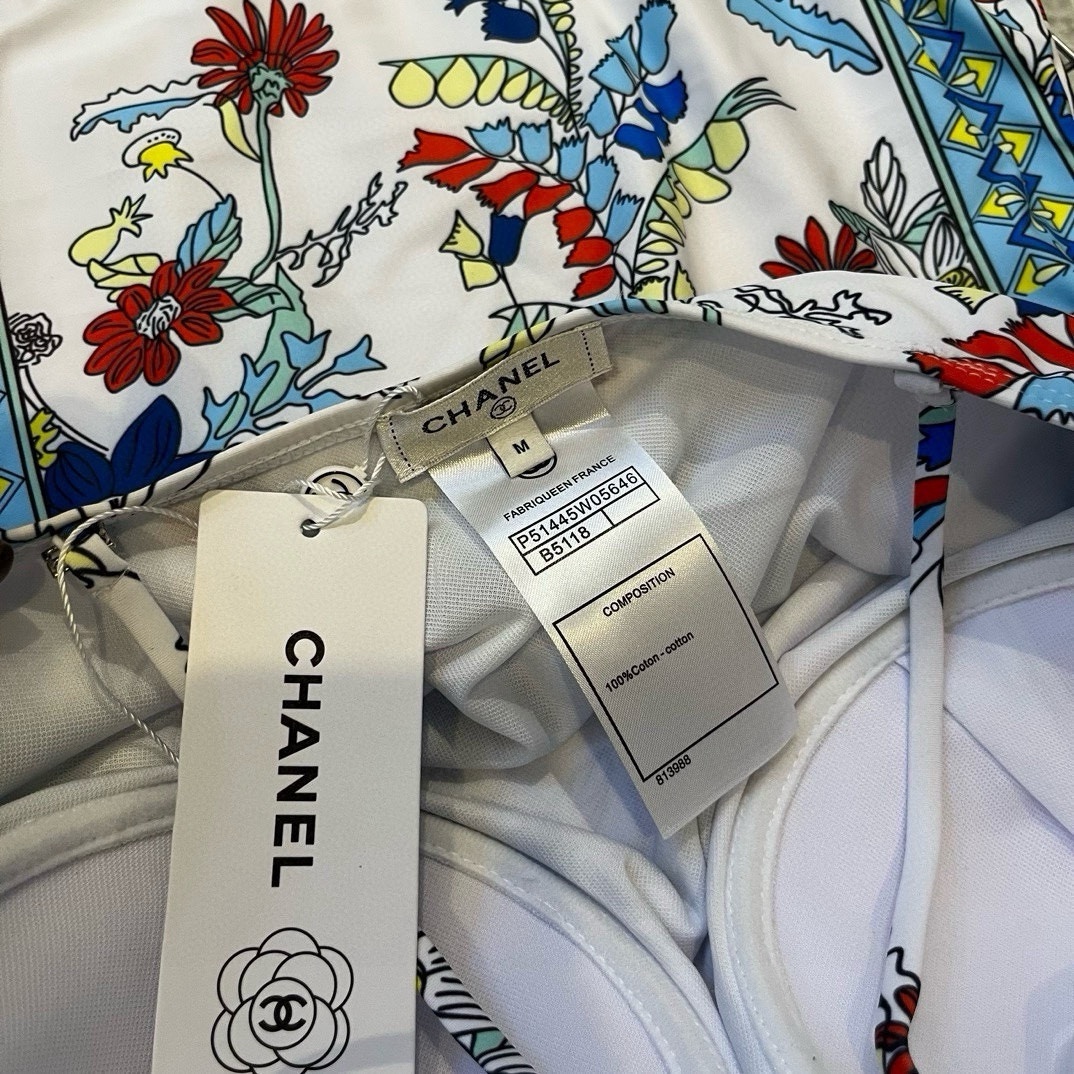 CHANEL
M
FABRIQUEEN FRANCE
P51445W05646
B5118
COMPOSITION
100%Coton-cotton
813988
CHANEL